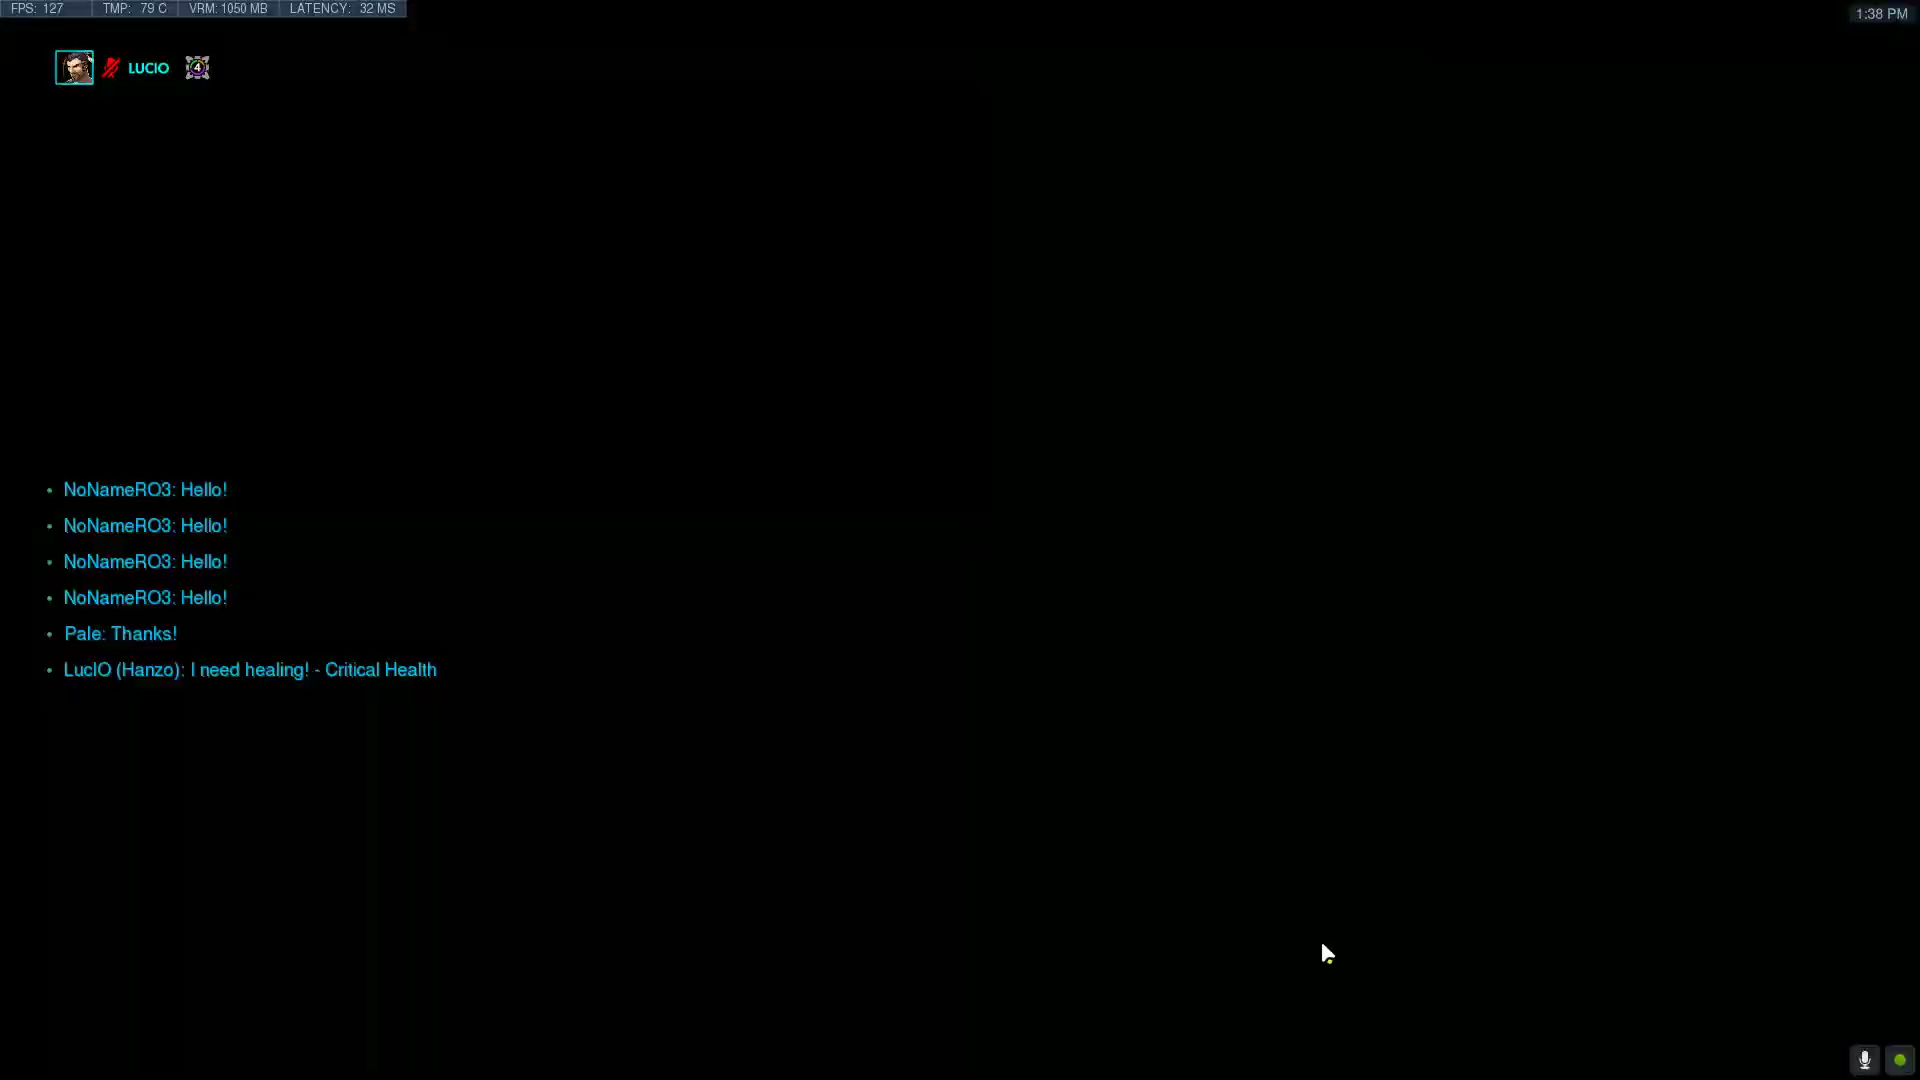 FPS: 127 TMP: 79 C VRM: 1050 MB LATENCY: 32 MS
1:38 PM
LUCIO 4
• NoNameRO3: Hello!
• NoNameRO3: Hello!
• NoNameRO3: Hello!
• NoNameRO3: Hello!
• Pale: Thanks!
• LucIO (Hanzo): I need healing! - Critical Health